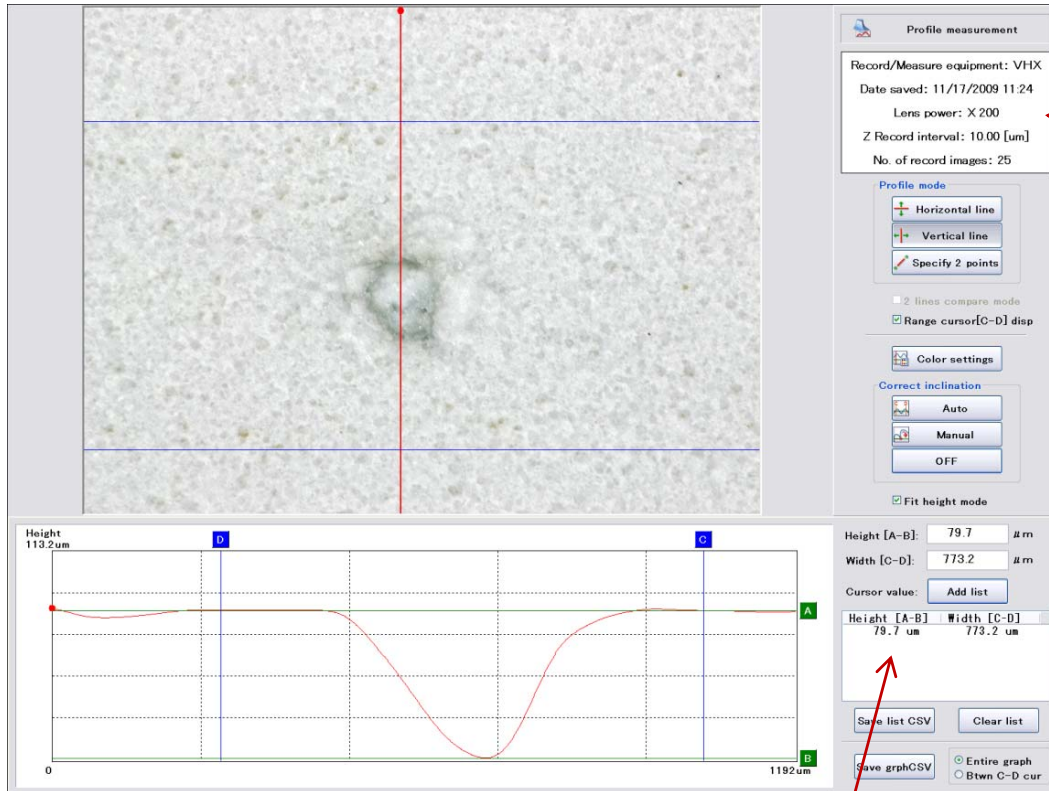 Profile measurement
Record/Measure equipment: VHX
Date saved: 11/17/2009 11:24
Lens power: X 200
Z Record interval: 10.00 [um]
No. of record images: 25
Profile mode
Horizontal line
Vertical line
Specify 2 points
2 lines compare mode
Range cursor[C-D] disp
Color settings
Correct inclination
Auto
Manual
OFF
Fit height mode
Height
113.2um
D
C
A
B
0
1192um
Height [A-B]: 79.7 μm
Width [C-D]: 773.2 μm
Cursor value: Add list
Height [A-B] Width [C-D]
79.7 um 773.2 um
Save list CSV Clear list
Save grphCSV
Entire graph
Btwn C-D cur